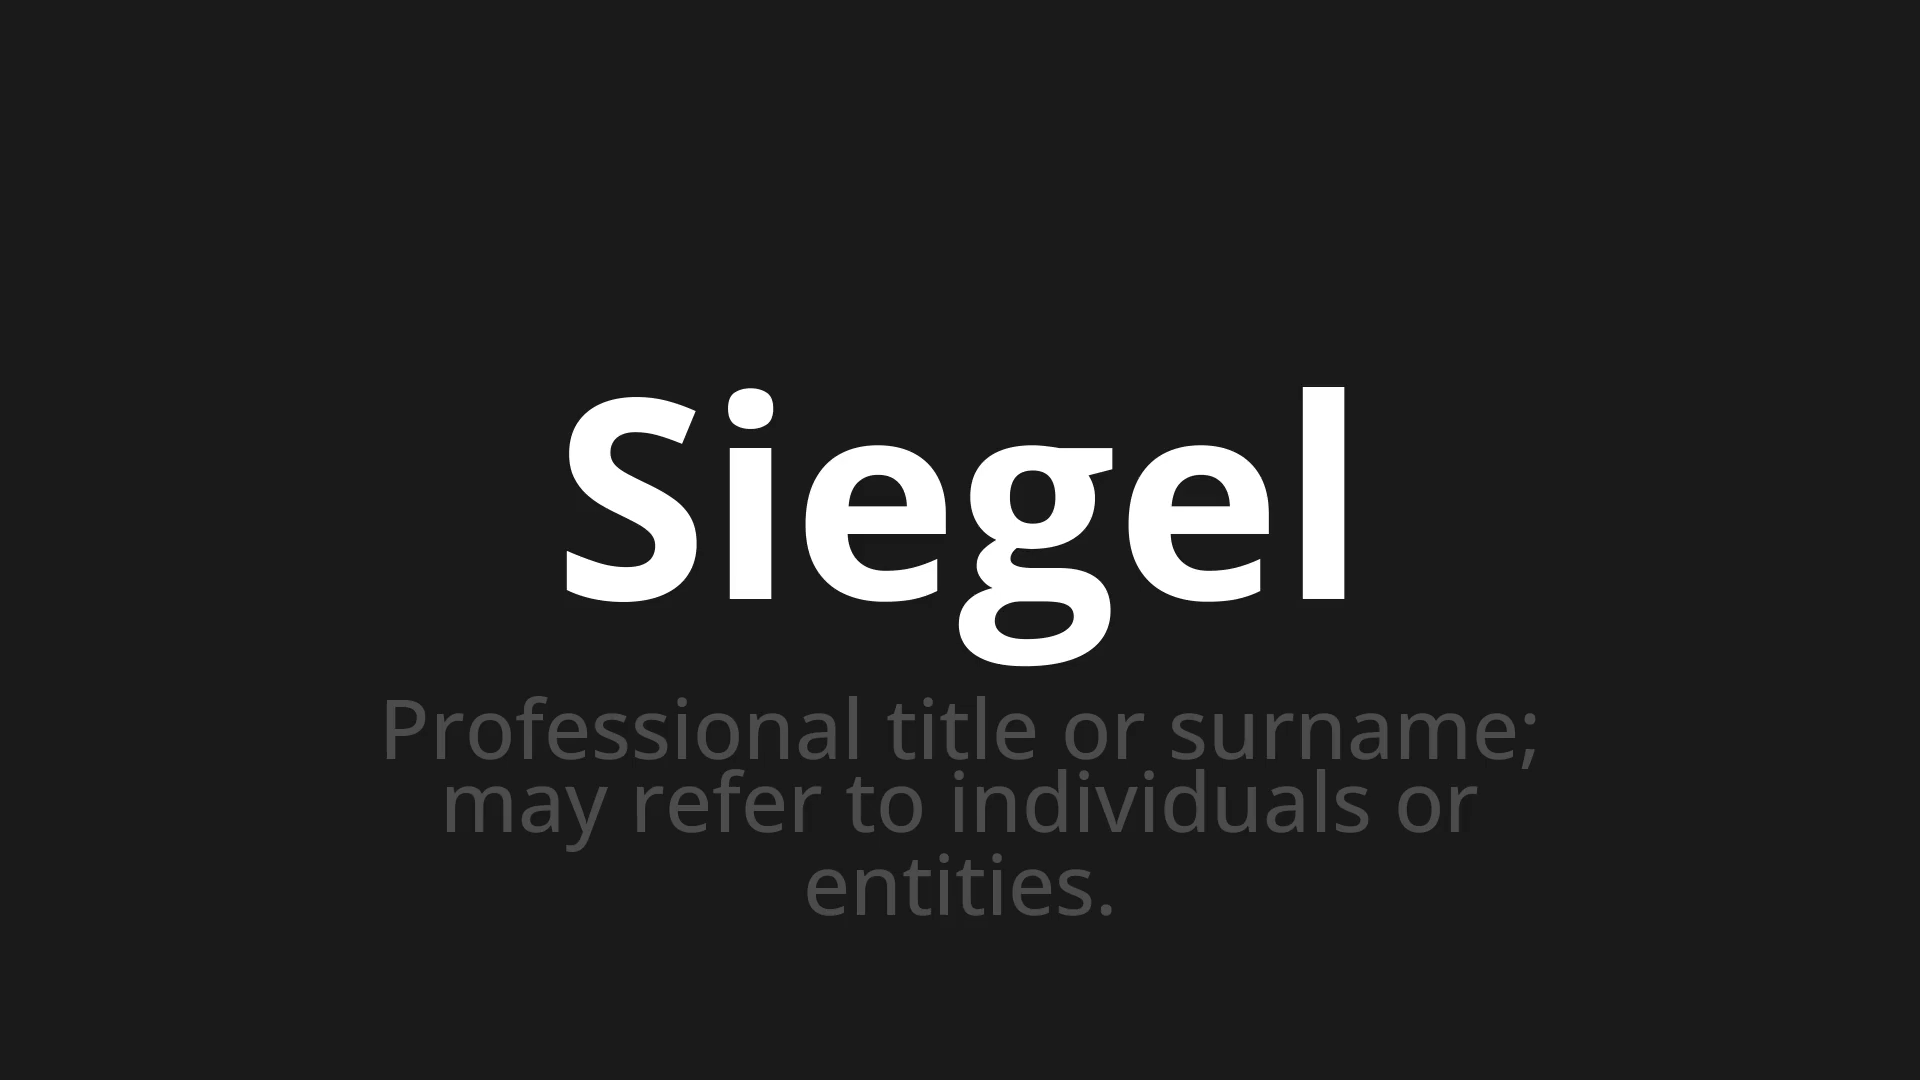 Siegel
Professional title or surname;
may refer to individuals or
entities.